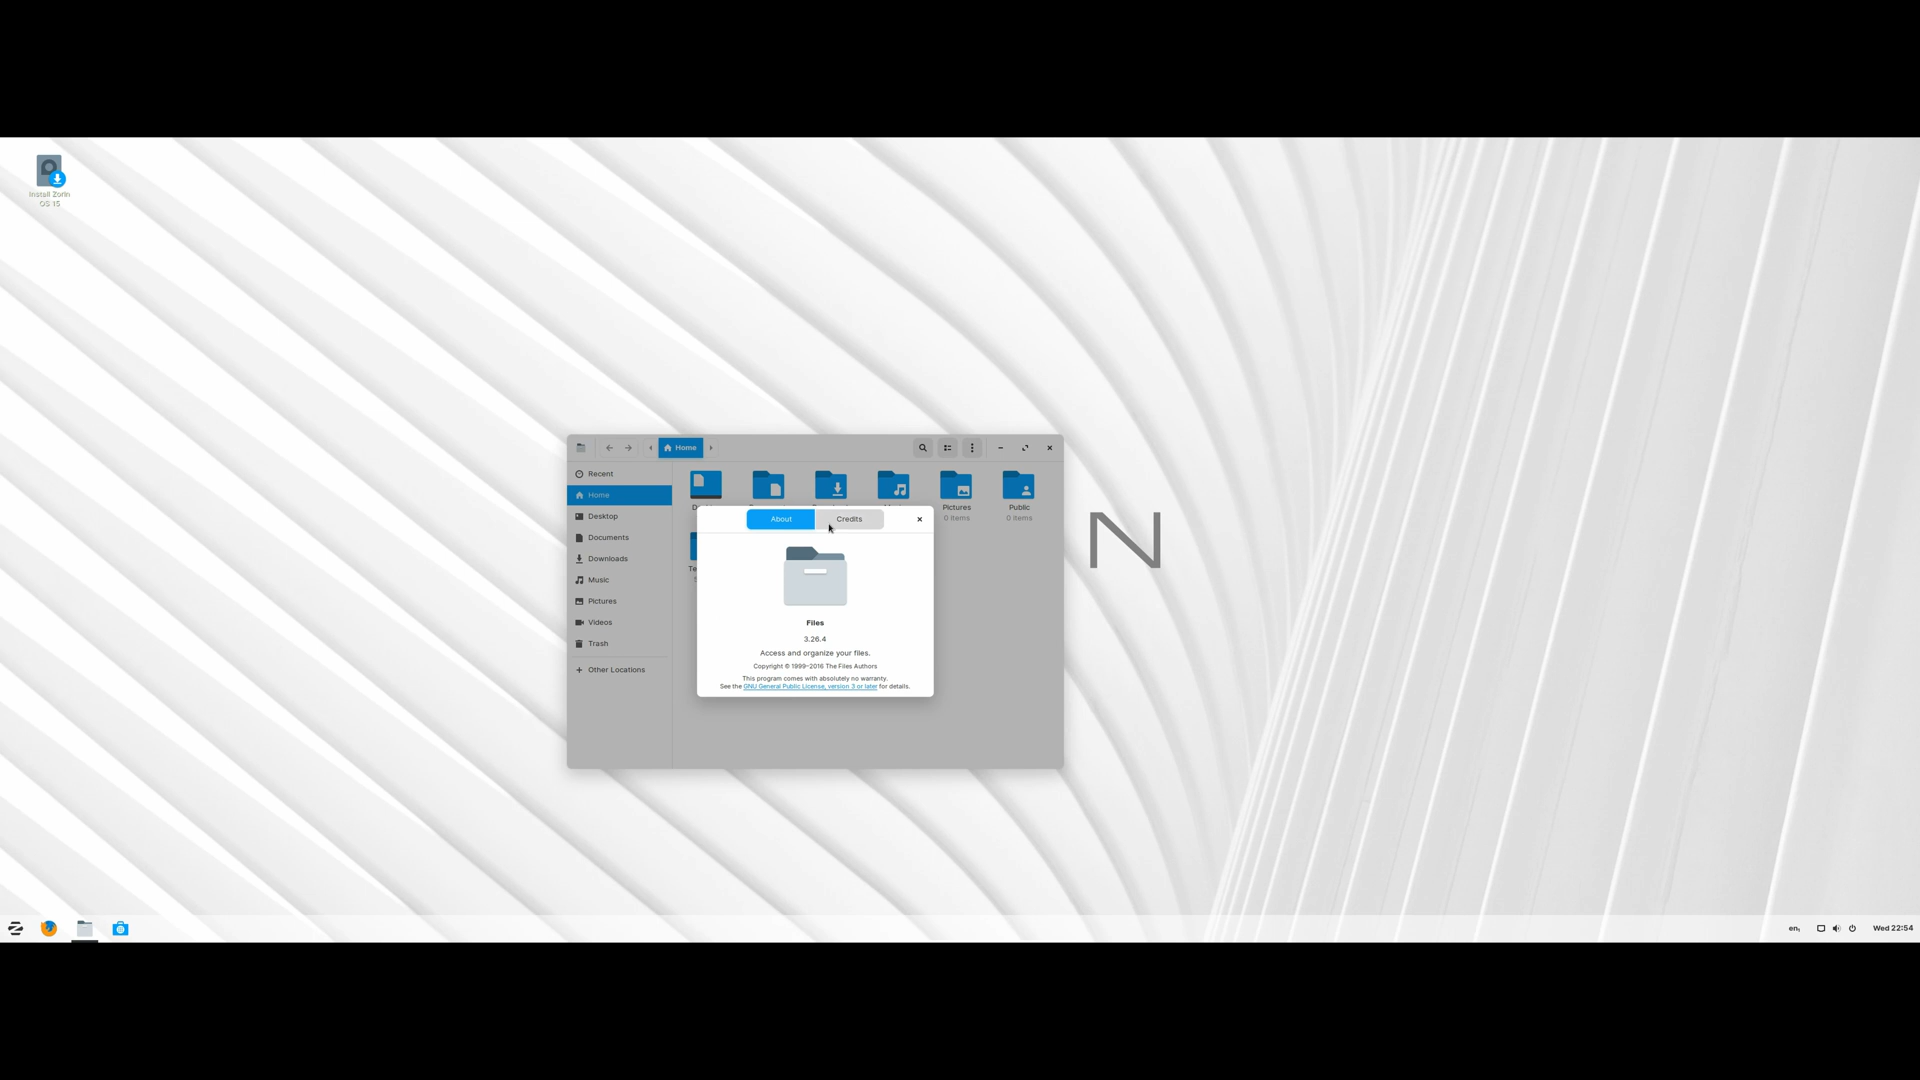 Install Zorin
OS 15
Home
Recent
Home
Desktop
Documents
Downloads
Music
Pictures
Videos
Trash
Other Locations
Pictures
0 items
Public
0 items
About
Credits
Files
3.26.4
Access and organize your files.
Copyright © 1999–2016 The Files Authors
This program comes with absolutely no warranty.
See the GNU General Public License, version 3 or later for details.
N
en₁
Wed 22:54